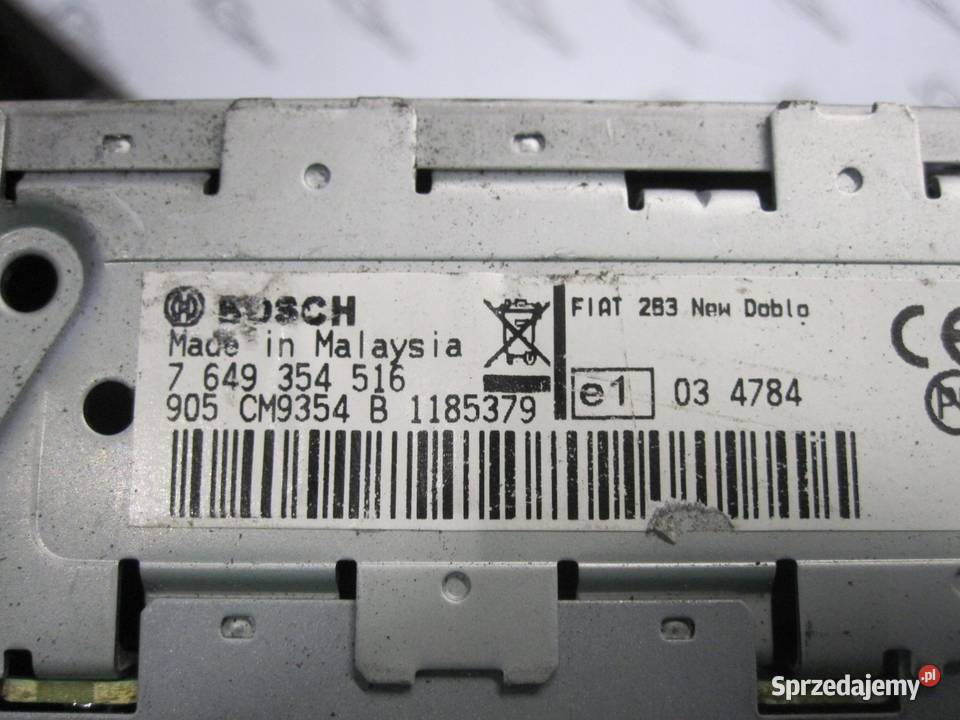 BOSCH
Made in Malaysia
7 649 354 516
905 CM9354 B 1185379
FIAT 263 New Doblo
e1 03 4784
CE
Sprzedajemy.pl